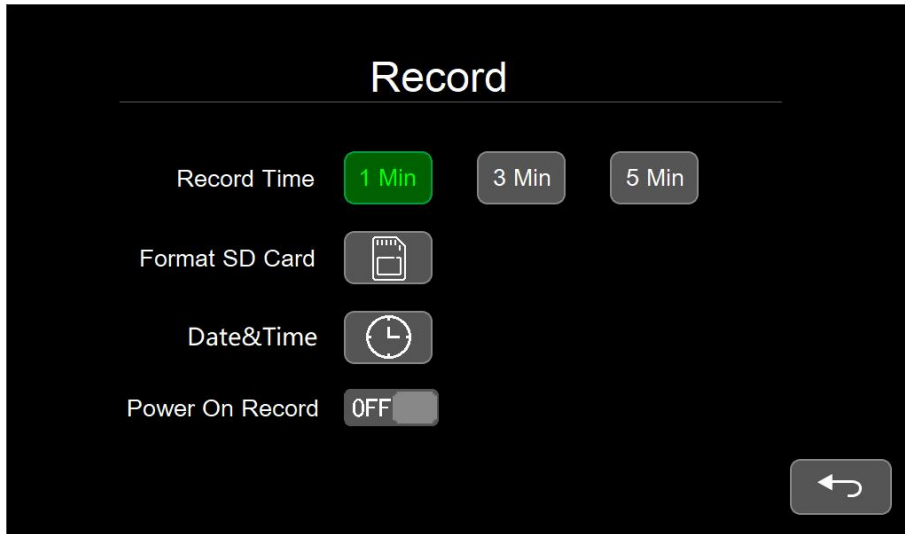 Record
Record Time 1 Min 3 Min 5 Min
Format SD Card
Date&Time
Power On Record OFF